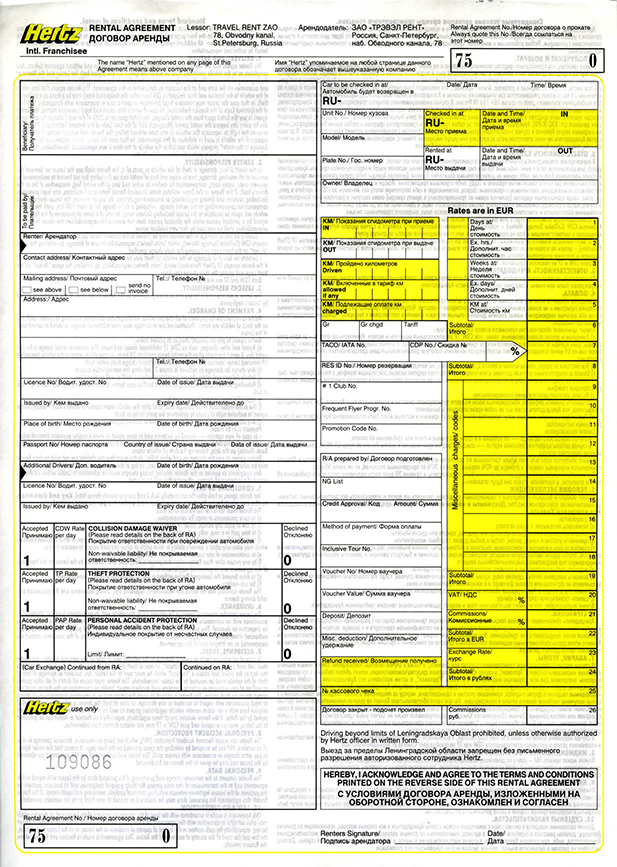 Hertz
Intl. Franchisee
RENTAL AGREEMENT
ДОГОВОР АРЕНДЫ
Lessor: TRAVEL RENT ZAO
78, Obvodny kanal,
St.Petersburg, Russia
Арендодатель: ЗАО "ТРЭВЭЛ РЕНТ"
Россия, Санкт-Петербург,
наб. Обводного канала, 78
Rental Agreement No./Номер договора о прокате
Always quote this No./Всегда ссылаться на
этот номер
75 0
The name "Hertz" mentioned on any page of this
Agreement means above company
Имя "Hertz" упоминаемое на любой странице данного
договора обозначает вышеуказанную компанию
Beneficiary/
Получатель платежа
To be paid by
Плательщик
Renter/ Арендатор
Contact address/ Контактный адрес
Mailing address/ Почтовый адрес
see above
see below
send no
invoice
Tel.:/ Телефон №
Address:/ Адрес
Tel.:/ Телефон №
Licence No/ Водит. удост. No
Date of issue/ Дата выдачи
Issued by/ Кем выдано
Expiry date/ Действителено до
Place of birth/ Место рождения
Date of birth/ Дата рождения
Passport No/ Номер паспорта
Country of issue/ Страна выдачи
Data of issue/ Дата выдачи
Additional Drivers/ Доп. водитель
Date of birth/ Дата рождения
Licence No/ Водит. удост. No
Date of issue/ Дата выдачи
Issued by/ Кем выдано
Expiry date/ Действителено до
Accepted
Принимаю
1
CDW Rate
per day
COLLISION DAMAGE WAIVER
(Please read details on the back of RA)
Покрытие ответственности при повреждении автомобиля
Non-waivable liability/ Не покрываемая
ответственность:
Declined
Отклоняю
0
Accepted
Принимаю
1
TP Rate
per day
THEFT PROTECTION
(Please read details on the back of RA)
Покрытие ответственности при угоне автомобиля
Non-waivable liability/ Не покрываемая
ответственность:
Declined
Отклоняю
0
Accepted
Принимаю
1
PAP Rate
per day
PERSONAL ACCIDENT PROTECTION
(Please read details on the back of RA)
Индивидуальное покрытие от несчастных случаев
Limit/ Лимит:
Declined
Отклоняю
0
(Car Exchange) Continued from RA:
Continued on RA:
Hertz use only
109086
Rental Agreement No./ Номер договора аренды
75 0
Car to be checked in at/
Автомобиль будет возвращен в
RU-
Date/ Дата
Time/ Время
Unit No./ Номер кузова
Model/ Модель
Plate No./ Гос. номер
Owner/ Владелец
Checked in at/
RU-
Место приема
Date and Time/
Дата и время
приема
IN
Rented at/
RU-
Место выдачи
Date and Time/
Дата и время
выдачи
OUT
Rates are in EUR
KM/ Показания спидометра при приеме
IN
KM/ Показания спидометра при выдаче
OUT
KM/ Пройдено километров
Driven
KM/ Включенные в тариф км
allowed
if any
KM/ Подлежащие оплате км
charged
Days at/
День
стоимость
1
Ex. hrs./
Дополнит. час
стоимость
2
Weeks at/
Неделя
стоимость
3
Ex. days/
Дополнит. дней
стоимость
4
KM at/
Стоимость км
5
Gr
Gr chgd
Tariff
Subtotal/
Итого
6
TACO/ IATA No.
CDP No./ Скидка №
%
7
RES ID No./ Номер резервации
Subtotal/
Итого
8
# 1 Club No.
Frequent Flyer Progr. No.
Promotion Code No.
R/A prepared by/ Договор подготовлен
NG List
Credit Approval/ Код
Amount/ Сумма
Method of payment/ Форма оплаты
Inclusive Tour No.
Miscellaneous charges/ codes
9
10
11
12
13
14
15
16
17
18
Voucher No/ Номер ваучера
Subtotal/
Итого
19
Voucher Value/ Сумма ваучера
VAT/ НДС
%
20
Deposit/ Депозит
Commissions/
Комиссионные
%
21
Misc. deduction/ Дополнительное
удержание
Subtotal/
Итого в EUR
22
Refund received/ Возмещение получено
Exchange Rate/
курс
23
Subtotal/
Итого в рублях
24
№ кассового чека
25
Договор закрыт - подсчет произвел
Commissions/
руб.
26
Driving beyond limits of Leningradskaya Oblast prohibited, unless otherwise authorized
by Hertz officer in written form.
Выезд за пределы Ленинградской области запрещен без письменного
разрешения авторизованного сотрудника Hertz.
HEREBY, I ACKNOWLEDGE AND AGREE TO THE TERMS AND CONDITIONS
PRINTED ON THE REVERSE SIDE OF THIS RENTAL AGREEMENT
С УСЛОВИЯМИ ДОГОВОРА АРЕНДЫ, ИЗЛОЖЕННЫМИ НА
ОБОРОТНОЙ СТОРОНЕ, ОЗНАКОМЛЕН И СОГЛАСЕН
Renters Signature/
Подпись арендатора
Date/
Дата